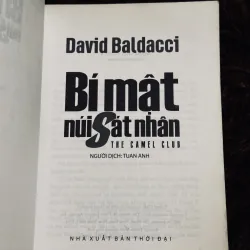 David Baldacci
Bí mật
núi Sát nhân
THE CAMEL CLUB
NGƯỜI DỊCH: TUẤN ANH
NHÀ XUẤT BẢN THỜI ĐẠI